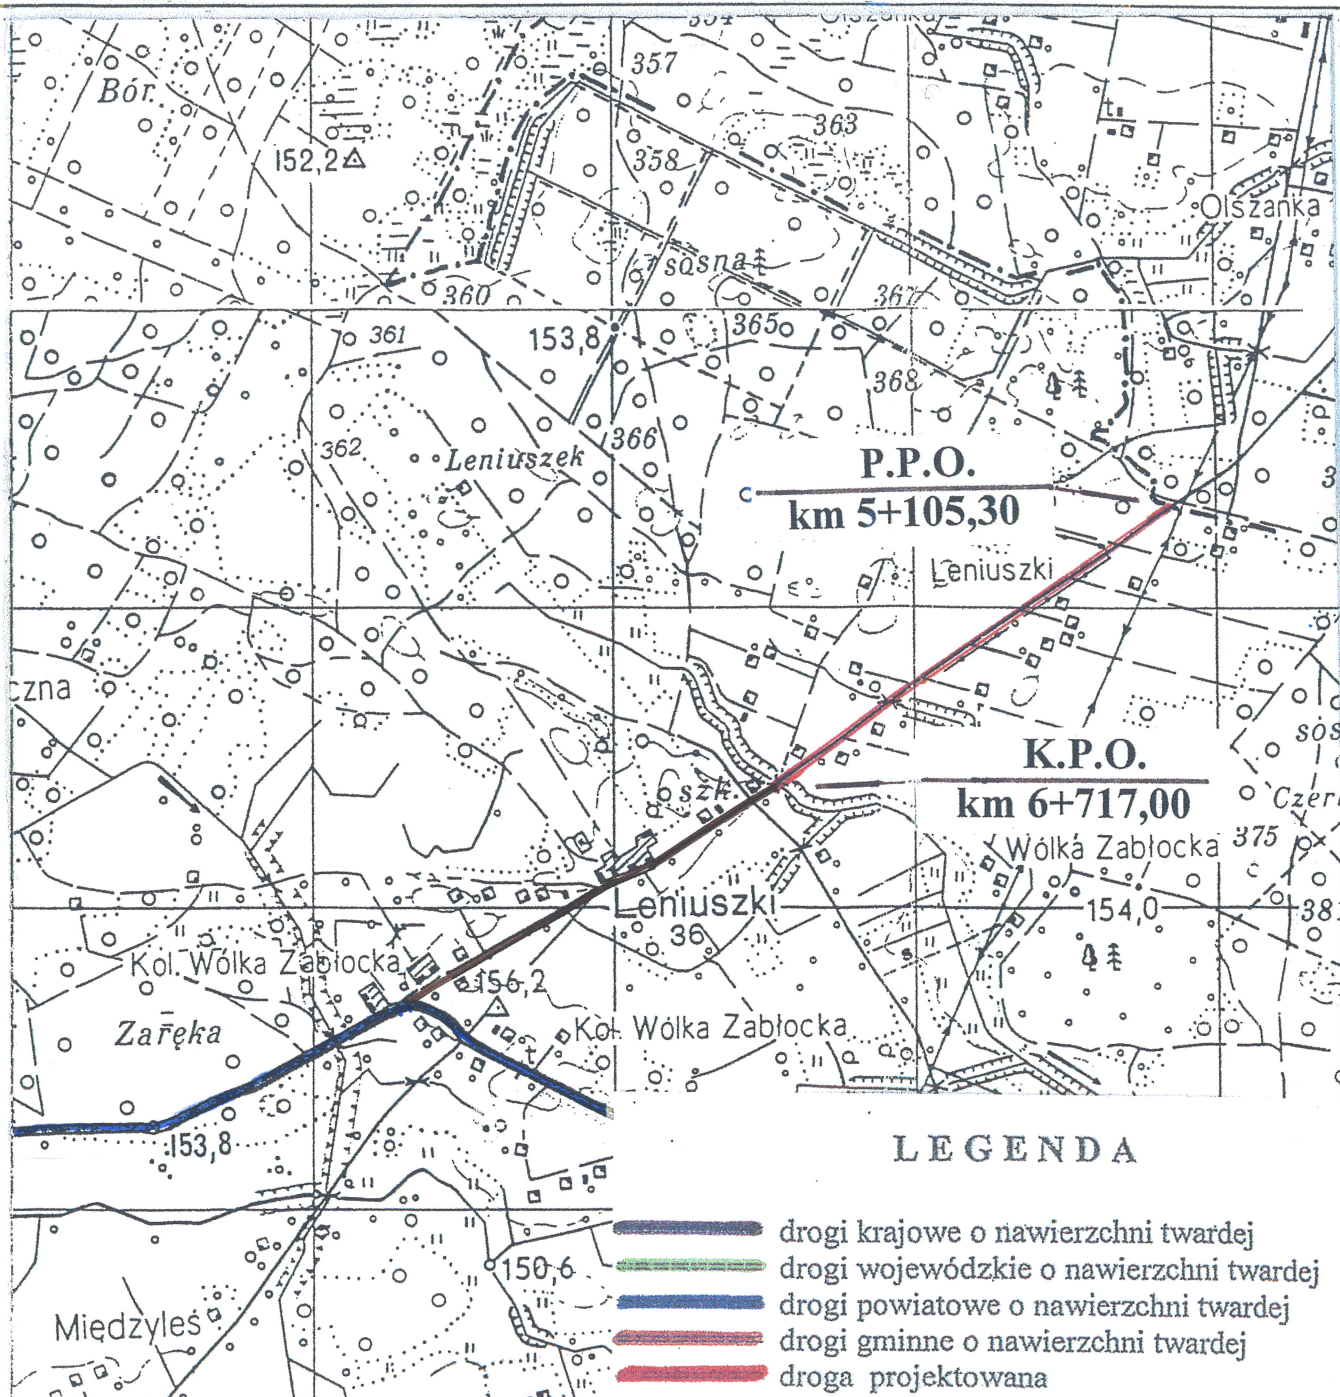 354
Olszanka
Bór
357
t.
363
358
152,2
Olszanka
sosna
360
367
361
153,8
365
368
366
362
Leniuszek
P.P.O.
km 5+105,30
Leniuszki
czna
K.P.O.
szk.
km 6+717,00
Wólka Zabłocka
375
Leniuszki
36
154,0
38
Kol. Wólka Zabłocka
156,2
Zaręka
Kol. Wólka Zabłocka
t.
153,8
LEGENDA
drogi krajowe o nawierzchni twardej
150,6
drogi wojewódzkie o nawierzchni twardej
drogi powiatowe o nawierzchni twardej
Międzyleś
drogi gminne o nawierzchni twardej
droga projektowana